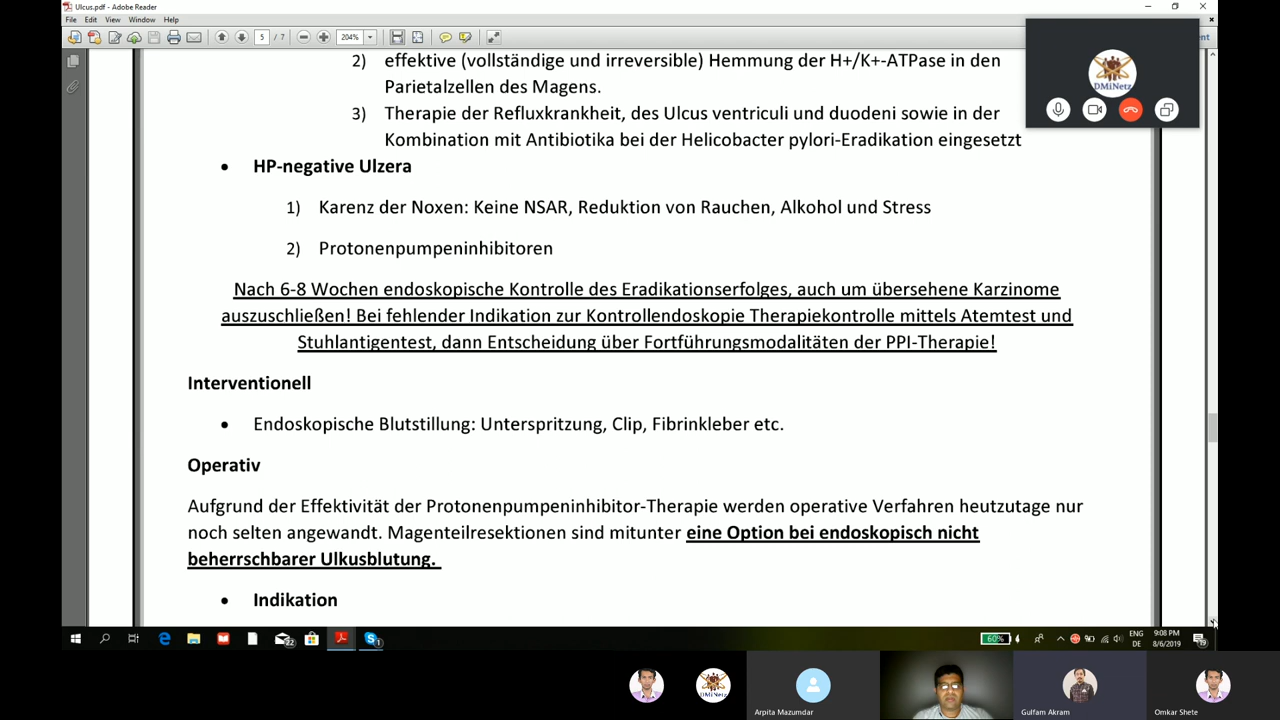 Ulcus.pdf - Adobe Reader
File Edit View Window Help
5 / 7 204%
2) effektive (vollständige und irreversible) Hemmung der H+/K+-ATPase in den
Parietalzellen des Magens.
3) Therapie der Refluxkrankheit, des Ulcus ventriculi und duodeni sowie in der
Kombination mit Antibiotika bei der Helicobacter pylori-Eradikation eingesetzt
• HP-negative Ulzera
1) Karenz der Noxen: Keine NSAR, Reduktion von Rauchen, Alkohol und Stress
2) Protonenpumpeninhibitoren
Nach 6-8 Wochen endoskopische Kontrolle des Eradikationserfolges, auch um übersehene Karzinome
auszuschließen! Bei fehlender Indikation zur Kontrollendoskopie Therapiekontrolle mittels Atemtest und
Stuhlantigentest, dann Entscheidung über Fortführungsmodalitäten der PPI-Therapie!
Interventionell
• Endoskopische Blutstillung: Unterspritzung, Clip, Fibrinkleber etc.
Operativ
Aufgrund der Effektivität der Protonenpumpeninhibitor-Therapie werden operative Verfahren heutzutage nur
noch selten angewandt. Magenteilresektionen sind mitunter eine Option bei endoskopisch nicht
beherrschbarer Ulkusblutung.
• Indikation
DMiNetz
60%
ENG
DE
9:08 PM
8/6/2019
DMiNetz
Arpita Mazumdar
Gulfam Akram
Omkar Shete